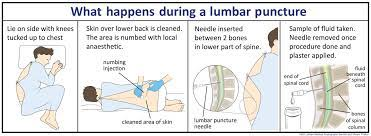 What happens during a lumbar puncture
Lie on side with knees
tucked up to chest
Skin over lower back is cleaned.
The area is numbed with local
anaesthetic.
numbing
injection
cleaned area of skin
Needle inserted
between 2 bones
in lower part of spine.
lumbar puncture
needle
Sample of fluid taken.
Needle removed once
procedure done and
plaster applied.
end of
spinal
cord
fluid
beneath
spinal
cord
bones
of spinal
column